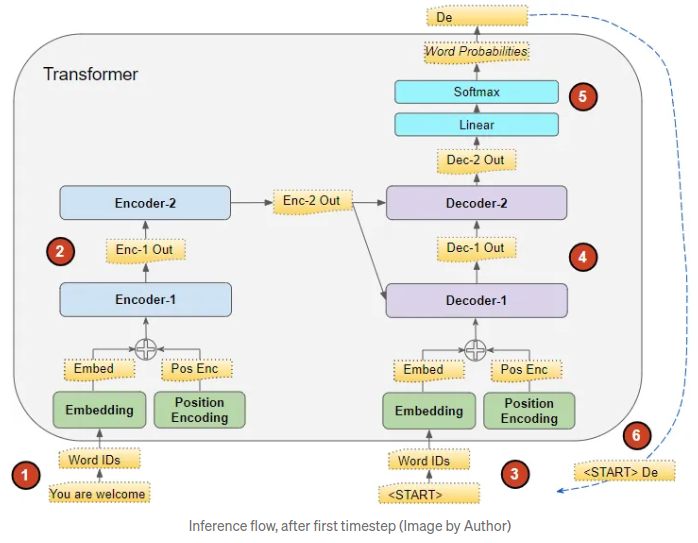 De
Word Probabilities
Transformer
Softmax
5
Linear
Dec-2 Out
Encoder-2
Enc-2 Out
Decoder-2
2
Enc-1 Out
Dec-1 Out
4
Encoder-1
Decoder-1
Embed
Pos Enc
Embed
Pos Enc
Embedding
Position
Encoding
Embedding
Position
Encoding
6
1
Word IDs
Word IDs
3
<START> De
You are welcome
<START>
Inference flow, after first timestep (Image by Author)